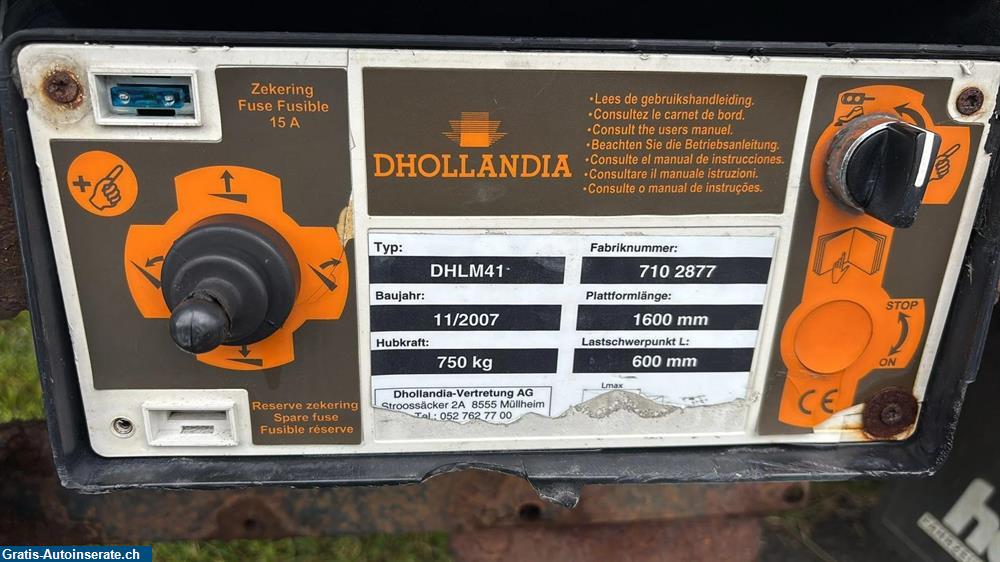 Zekering
Fuse Fusible
15 A
DHOLLANDIA
•Lees de gebruikshandleiding.
•Consultez le carnet de bord.
•Consult the users manuel.
•Beachten Sie die Betriebsanleitung.
•Consulte el manual de instrucciones.
•Consultare il manuale istruzioni.
•Consulte o manual de instruções.
Typ:
DHLM41
Fabriknummer:
710 2877
Baujahr:
11/2007
Plattformlänge:
1600 mm
Hubkraft:
750 kg
Lastschwerpunkt L:
600 mm
Dhollandia-Vertretung AG
Stroossäcker 2A 8555 Müllheim
Tel.: 052 762 77 00
Lmax
STOP
ON
CE
Reserve zekering
Spare fuse
Fusible réserve
Gratis-Autoinserate.ch